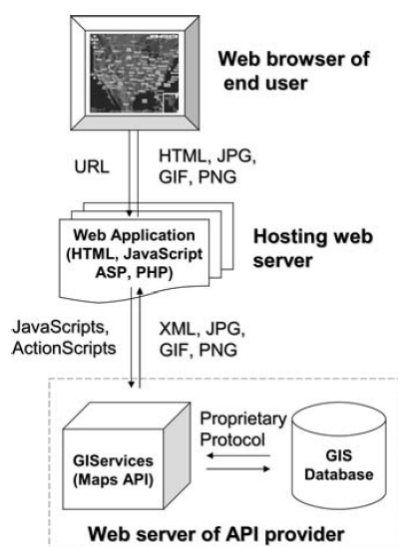 Web browser of
end user
URL
HTML, JPG,
GIF, PNG
Web Application
(HTML, JavaScript
ASP, PHP)
Hosting web
server
JavaScripts,
ActionScripts
XML, JPG,
GIF, PNG
Proprietary
Protocol
GIServices
(Maps API)
GIS
Database
Web server of API provider